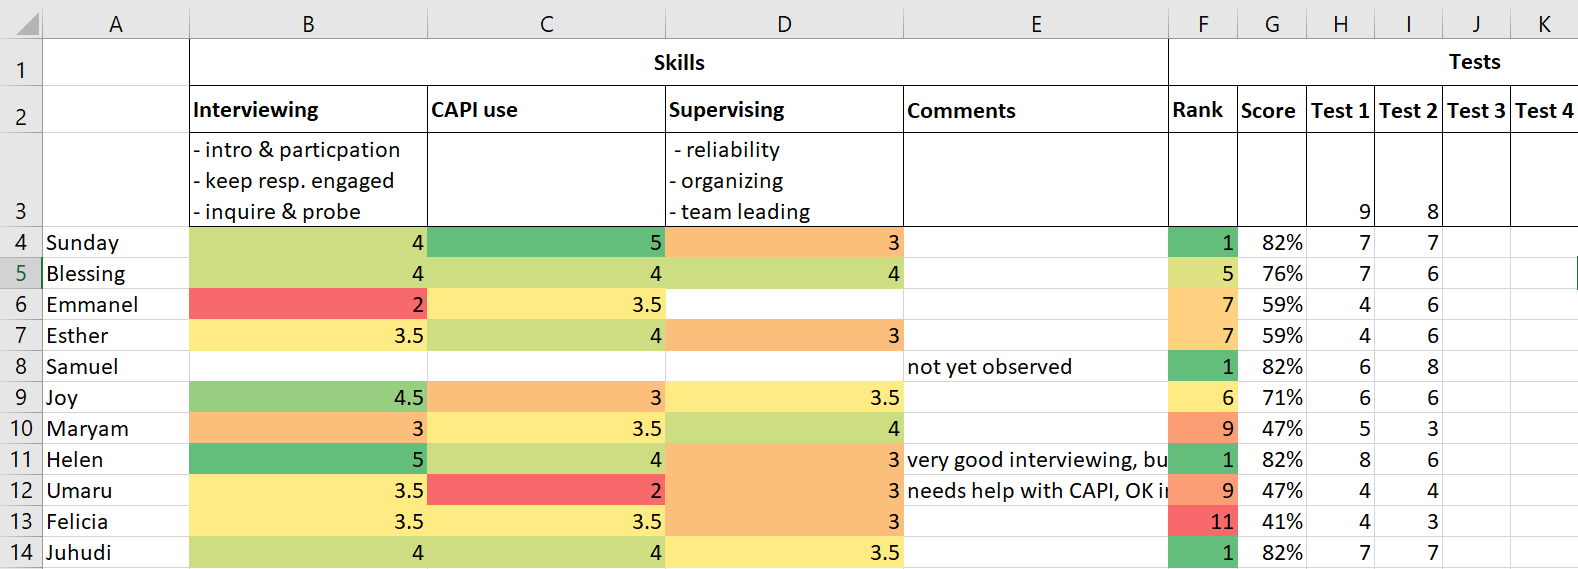 A B C D E F G H I J K
1 Skills Tests
2 Interviewing CAPI use Supervising Comments Rank Score Test 1 Test 2 Test 3 Test 4
- intro & particpation - reliability
- keep resp. engaged - organizing
3 - inquire & probe - team leading 9 8
4 Sunday 4 5 3 1 82% 7 7
5 Blessing 4 4 4 5 76% 7 6
6 Emmanel 2 3.5 7 59% 4 6
7 Esther 3.5 4 3 7 59% 4 6
8 Samuel not yet observed 1 82% 6 8
9 Joy 4.5 3 3.5 6 71% 6 6
10 Maryam 3 3.5 4 9 47% 5 3
11 Helen 5 4 3 very good interviewing, bu 1 82% 8 6
12 Umaru 3.5 2 3 needs help with CAPI, OK i 9 47% 4 4
13 Felicia 3.5 3.5 3 11 41% 4 3
14 Juhudi 4 4 3.5 1 82% 7 7